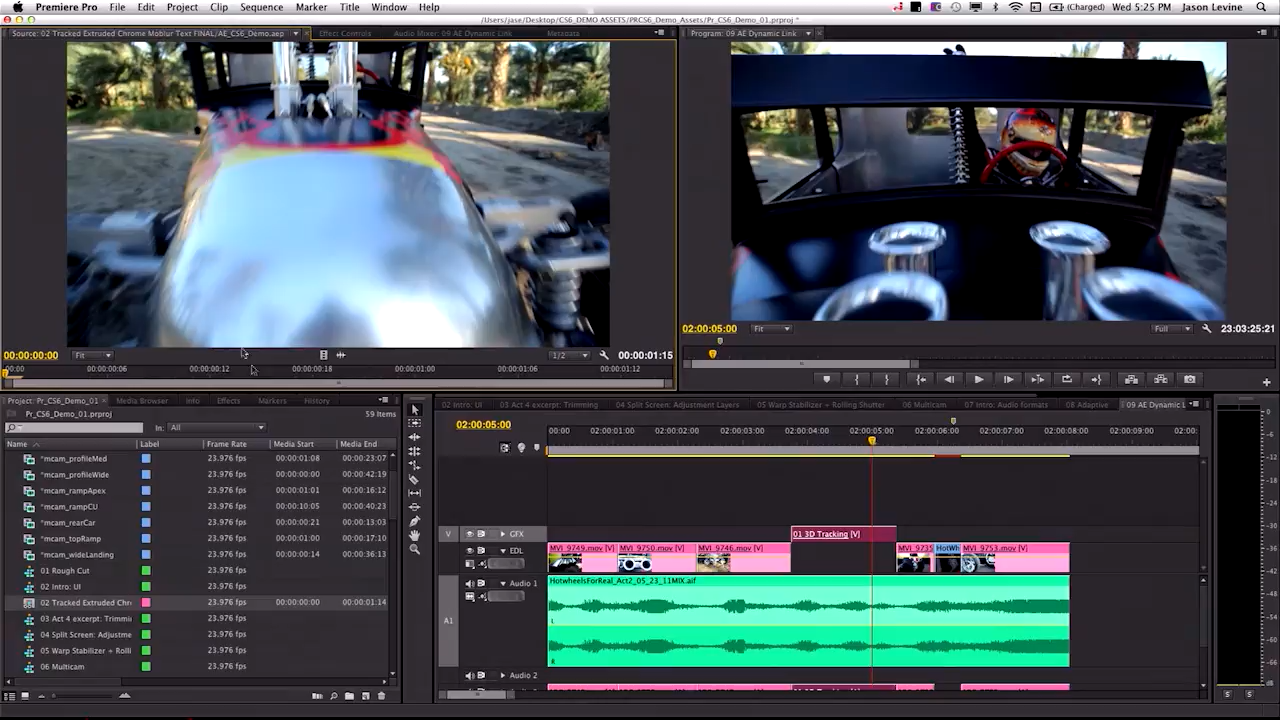 Premiere Pro File Edit Project Clip Sequence Marker Title Window Help (Charged) Wed 5:25 PM Jason Levine
/Users/jase/Desktop/CS6_DEMO ASSETS/PRCS6_Demo_Assets/Pr_CS6_Demo_01.prproj *
Source: 02 Tracked Extruded Chrome Moblur Text FINAL/AE_CS6_Demo.aep Effect Controls Audio Mixer: 09 AE Dynamic Link Metadata Program: 09 AE Dynamic Link
02:00:05:00 Fit Full 23:03:25:21
00:00:00:00 Fit 1/2 00:00:01:15
00:00 00:00:00:06 00:00:00:12 00:00:00:18 00:00:01:00 00:00:01:06 00:00:01:12
Project: Pr_CS6_Demo_01 Media Browser Info Effects Markers History
Pr_CS6_Demo_01.prproj 59 Items
In: All
Name Label Frame Rate Media Start Media End
*mcam_profileMed 23.976 fps 00:00:01:08 00:00:23:07
*mcam_profileWide 23.976 fps 00:00:00:00 00:00:42:19
*mcam_rampApex 23.976 fps 00:00:01:01 00:00:16:12
*mcam_rampCU 23.976 fps 00:00:10:05 00:00:40:23
*mcam_rearCar 23.976 fps 00:00:00:21 00:00:13:03
*mcam_topRamp 23.976 fps 00:00:01:00 00:00:17:10
*mcam_wideLanding 23.976 fps 00:00:00:14 00:00:36:13
01 Rough Cut 23.976 fps
02 Intro: UI 23.976 fps
02 Tracked Extruded Chr 23.976 fps 00:00:00:00 00:00:01:14
03 Act 4 excerpt: Trimmi 23.976 fps
04 Split Screen: Adjustme 23.976 fps
05 Warp Stabilizer + Rolli 23.976 fps
06 Multicam 23.976 fps
02 Intro: UI 03 Act 4 excerpt: Trimming 04 Split Screen: Adjustment Layers 05 Warp Stabilizer + Rolling Shutter 06 Multicam 07 Intro: Audio formats 08 Adaptive 09 AE Dynamic L
02:00:05:00
00:00 02:00:01:00 02:00:02:00 02:00:03:00 02:00:04:00 02:00:05:00 02:00:06:00 02:00:07:00 02:00:08:00 02:00:09:00 02:00:
V GFX 01 3D Tracking [V]
EDL MVI_9749.mov [V] MVI_9750.mov [V] MVI_9746.mov [V] MVI_9735 HotWh MVI_9753.mov [V]
A1 Audio 1 HotwheelsForReal_Act2_05_23_11MIX.aif
L
R
Audio 2
0
-6
-12
-18
-24
-30
-36
-42
-48
-54
-60
-66
S S